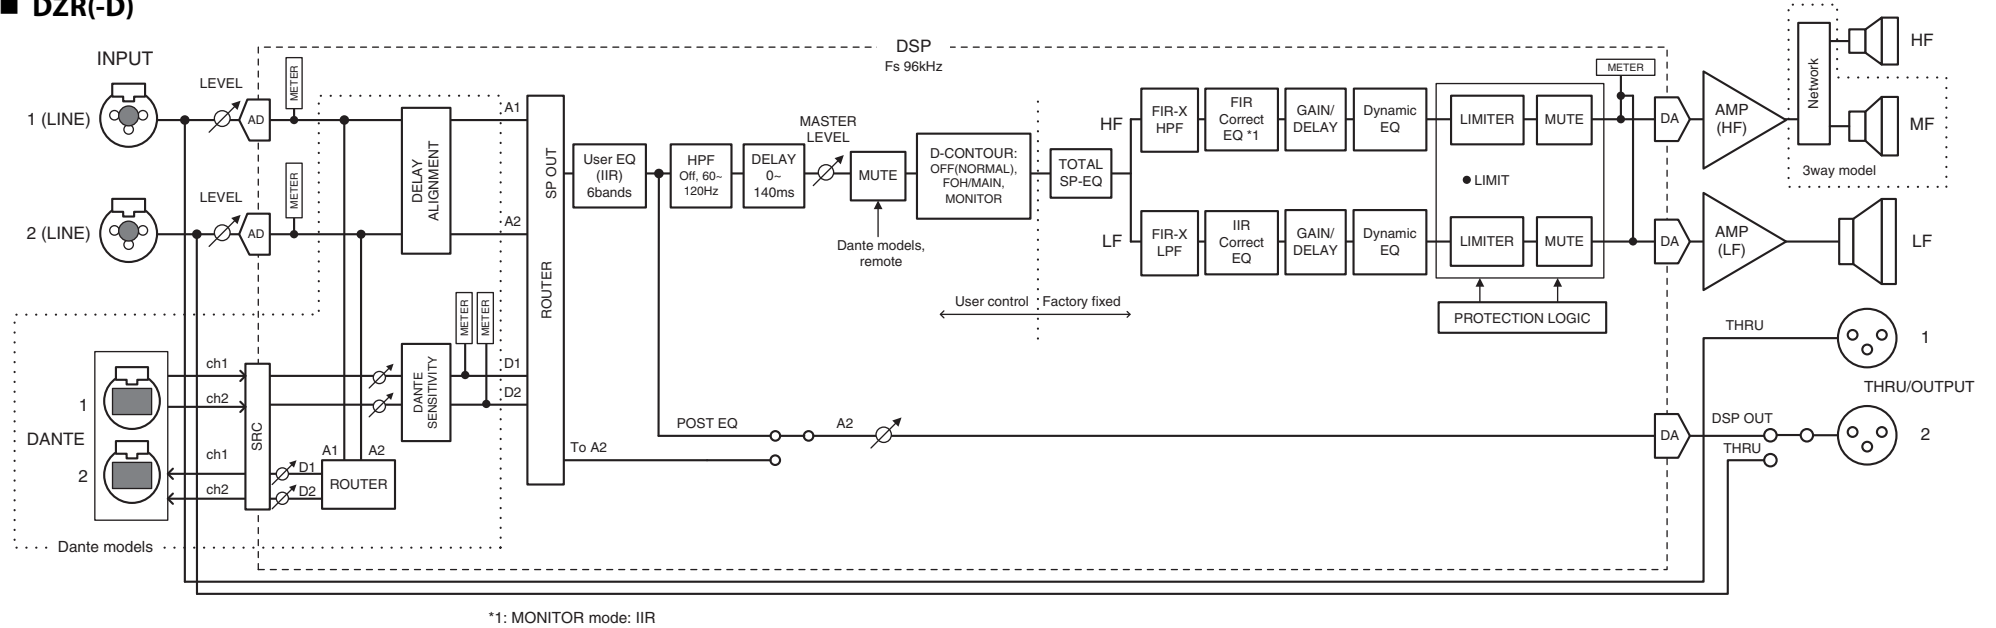 ■ DZR(-D)
INPUT
1 (LINE)
2 (LINE)
LEVEL
LEVEL
AD
AD
METER
METER
DELAY
ALIGNMENT
A1
A2
DANTE
1
2
ch1
ch2
ch1
ch2
SRC
D1
D2
A1
A2
ROUTER
DANTE
SENSITIVITY
METER
METER
D1
D2
Dante models
SP OUT
ROUTER
DSP
Fs 96kHz
User EQ
(IIR)
6bands
HPF
Off, 60~
120Hz
DELAY
0~
140ms
MASTER
LEVEL
MUTE
Dante models,
remote
D-CONTOUR:
OFF(NORMAL),
FOH/MAIN,
MONITOR
User control
Factory fixed
TOTAL
SP-EQ
HF
FIR-X
HPF
FIR
Correct
EQ *1
GAIN/
DELAY
Dynamic
EQ
LIMITER
MUTE
● LIMIT
LF
FIR-X
LPF
IIR
Correct
EQ
GAIN/
DELAY
Dynamic
EQ
LIMITER
MUTE
PROTECTION LOGIC
METER
DA
DA
AMP
(HF)
AMP
(LF)
Network
HF
MF
3way model
LF
POST EQ
To A2
A2
DA
THRU
1
THRU/OUTPUT
DSP OUT
THRU
2
*1: MONITOR mode: IIR